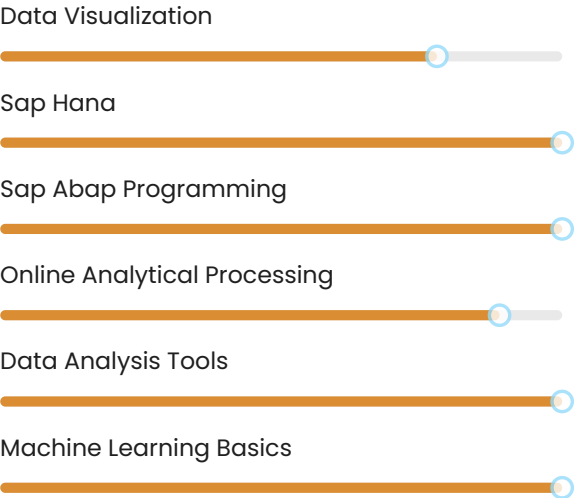 Data Visualization
Sap Hana
Sap Abap Programming
Online Analytical Processing
Data Analysis Tools
Machine Learning Basics